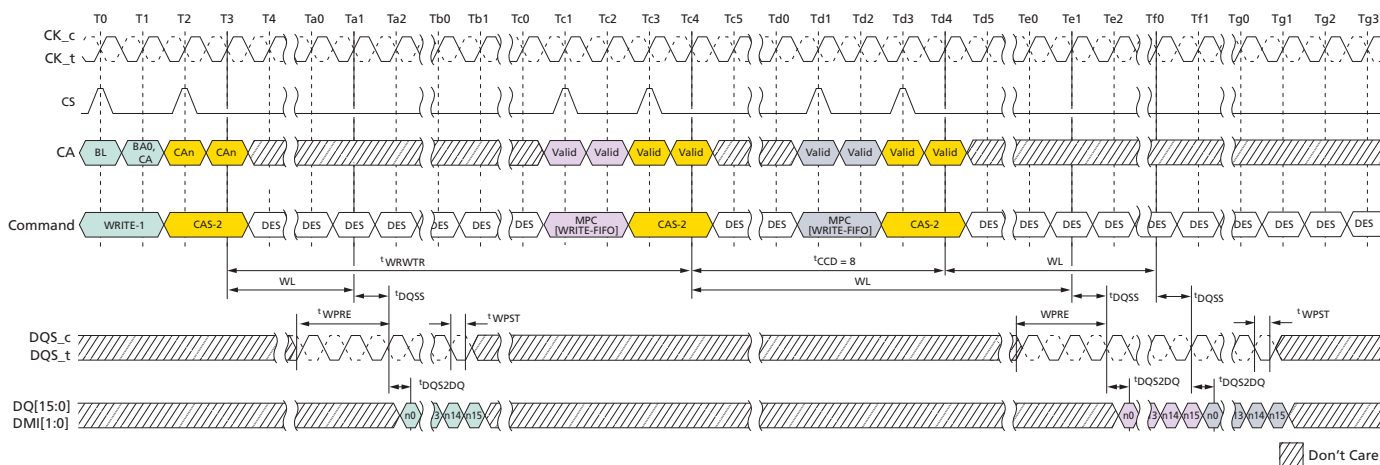 T0 T1 T2 T3 T4 Ta0 Ta1 Ta2 Tb0 Tb1 Tc0 Tc1 Tc2 Tc3 Tc4 Tc5 Td0 Td1 Td2 Td3 Td4 Td5 Te0 Te1 Te2 Tf0 Tf1 Tg0 Tg1 Tg2 Tg3
CK_c
CK_t
CS
CA BL BA0, CA CAn CAn Valid Valid Valid Valid Valid Valid Valid Valid
Command WRITE-1 CAS-2 DES DES DES DES DES DES DES MPC [WRITE-FIFO] CAS-2 DES DES MPC [WRITE-FIFO] CAS-2 DES DES DES DES DES DES DES DES DES DES
tWRWTR tCCD = 8 WL
WL WL
tDQSS tDQSS tDQSS
tWPRE tWPST WPRE tWPST
DQS_c
DQS_t
tDQS2DQ tDQS2DQ tDQS2DQ
DQ[15:0]
DMI[1:0]
n0 3 n14 n15 n0 3 n14 n15 n0 13 n14 n15
Don't Care